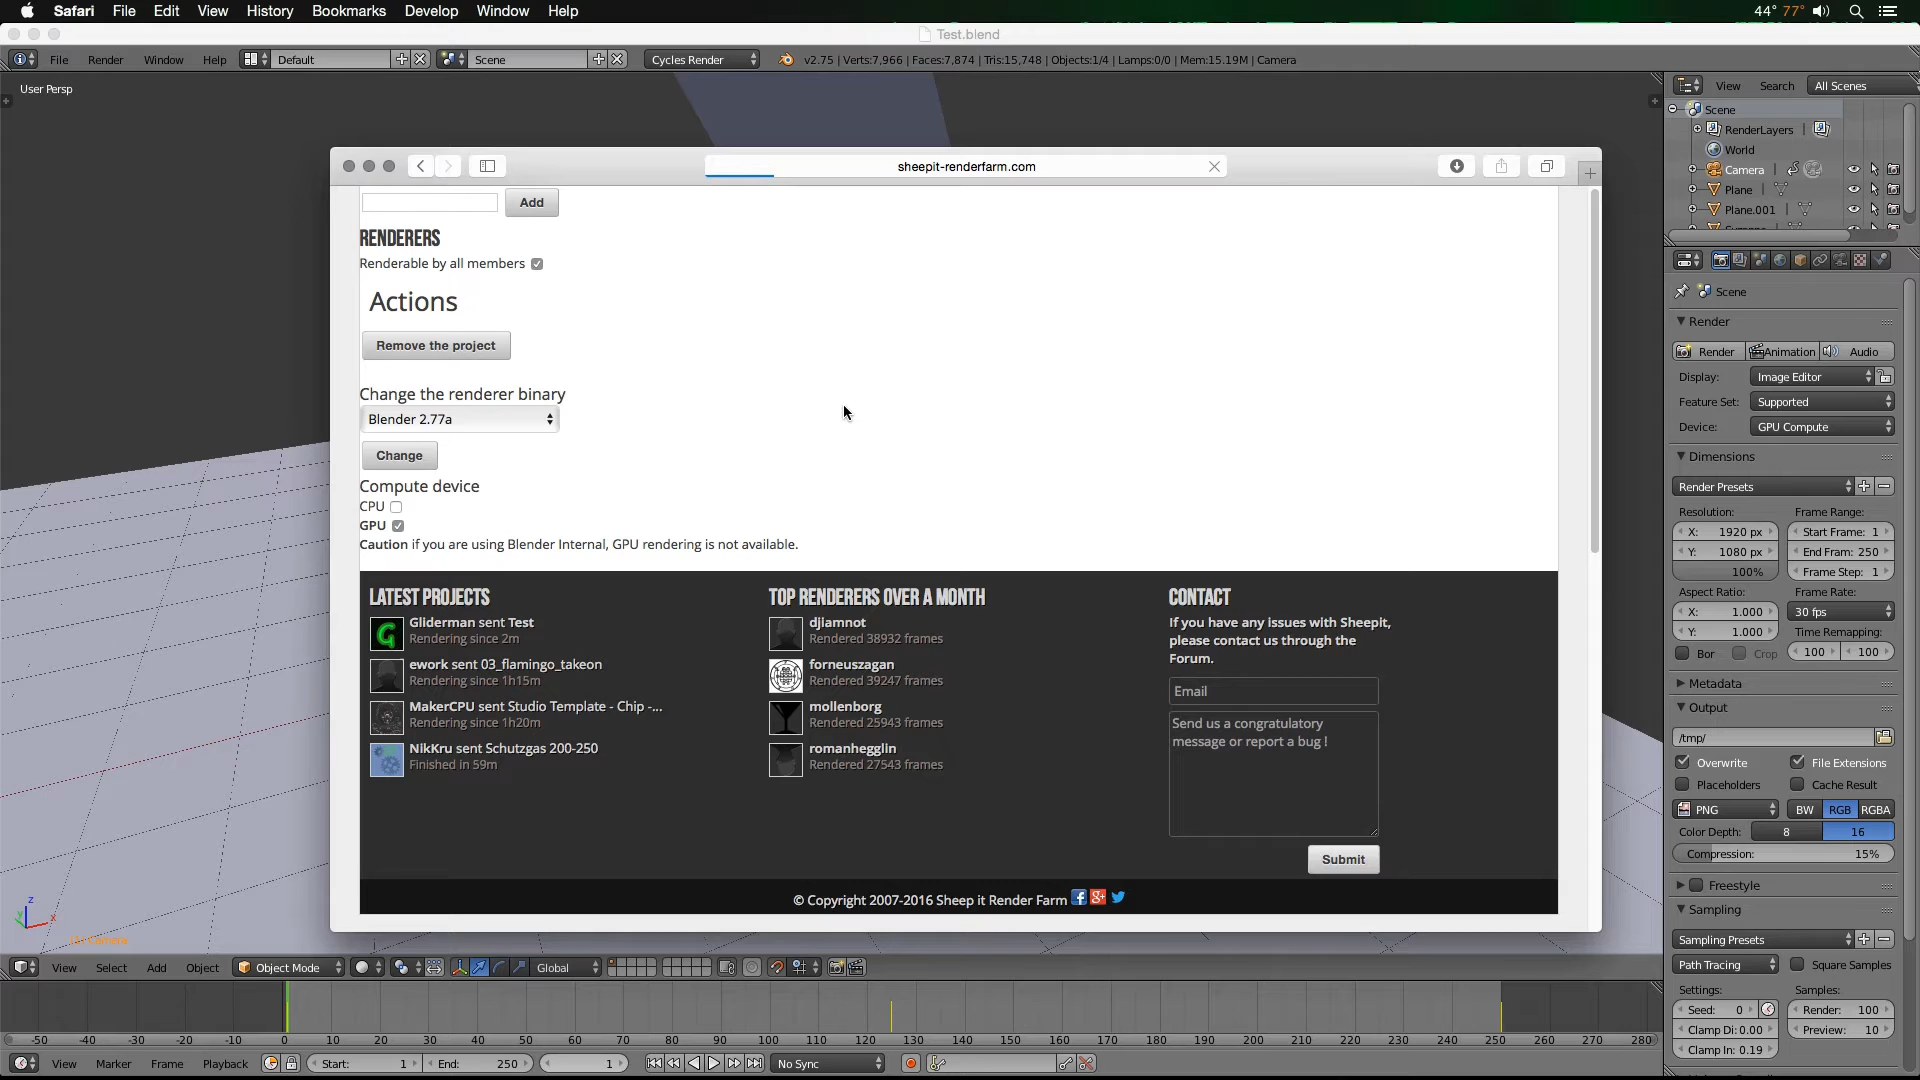 Safari File Edit View History Bookmarks Develop Window Help 44° 77°
Test.blend
File Render Window Help Default Scene Cycles Render v2.75 | Verts:7,966 | Faces:7,874 | Tris:15,748 | Objects:1/4 | Lamps:0/0 | Mem:15.19M | Camera
User Persp
View Search All Scenes
Scene
RenderLayers
World
Camera
Plane
Plane.001
sheepit-renderfarm.com
Add
RENDERERS
Renderable by all members
Actions
Remove the project
Change the renderer binary
Blender 2.77a
Change
Compute device
CPU
GPU
Caution if you are using Blender Internal, GPU rendering is not available.
LATEST PROJECTS
Gliderman sent Test
Rendering since 2m
ework sent 03_flamingo_takeon
Rendering since 1h15m
MakerCPU sent Studio Template - Chip -...
Rendering since 1h20m
NikKru sent Schutzgas 200-250
Finished in 59m
TOP RENDERERS OVER A MONTH
djiamnot
Rendered 38932 frames
forneuszagan
Rendered 39247 frames
mollenborg
Rendered 25943 frames
romanhegglin
Rendered 27543 frames
CONTACT
If you have any issues with Sheepit,
please contact us through the
Forum.
Email
Send us a congratulatory
message or report a bug !
Submit
© Copyright 2007-2016 Sheep it Render Farm
Scene
Render
Render Animation Audio
Display: Image Editor
Feature Set: Supported
Device: GPU Compute
Dimensions
Render Presets
Resolution: Frame Range:
X: 1920 px Start Frame: 1
Y: 1080 px End Fram: 250
100% Frame Step: 1
Aspect Ratio: Frame Rate:
X: 1.000 30 fps
Y: 1.000 Time Remapping:
Bor Crop 100 100
Metadata
Output
/tmp/
Overwrite File Extensions
Placeholders Cache Result
PNG BW RGB RGBA
Color Depth: 8 16
Compression: 15%
Freestyle
Sampling
Sampling Presets
Path Tracing Square Samples
Settings: Samples:
Seed: 0 Render: 100
Clamp Di: 0.00 Preview: 10
Clamp In: 0.19
z
y x
(1) Camera
View Select Add Object Object Mode Global
-50 -40 -30 -20 -10 0 10 20 30 40 50 60 70 80 90 100 110 120 130 140 150 160 170 180 190 200 210 220 230 240 250 260 270 280
View Marker Frame Playback Start: 1 End: 250 1 No Sync